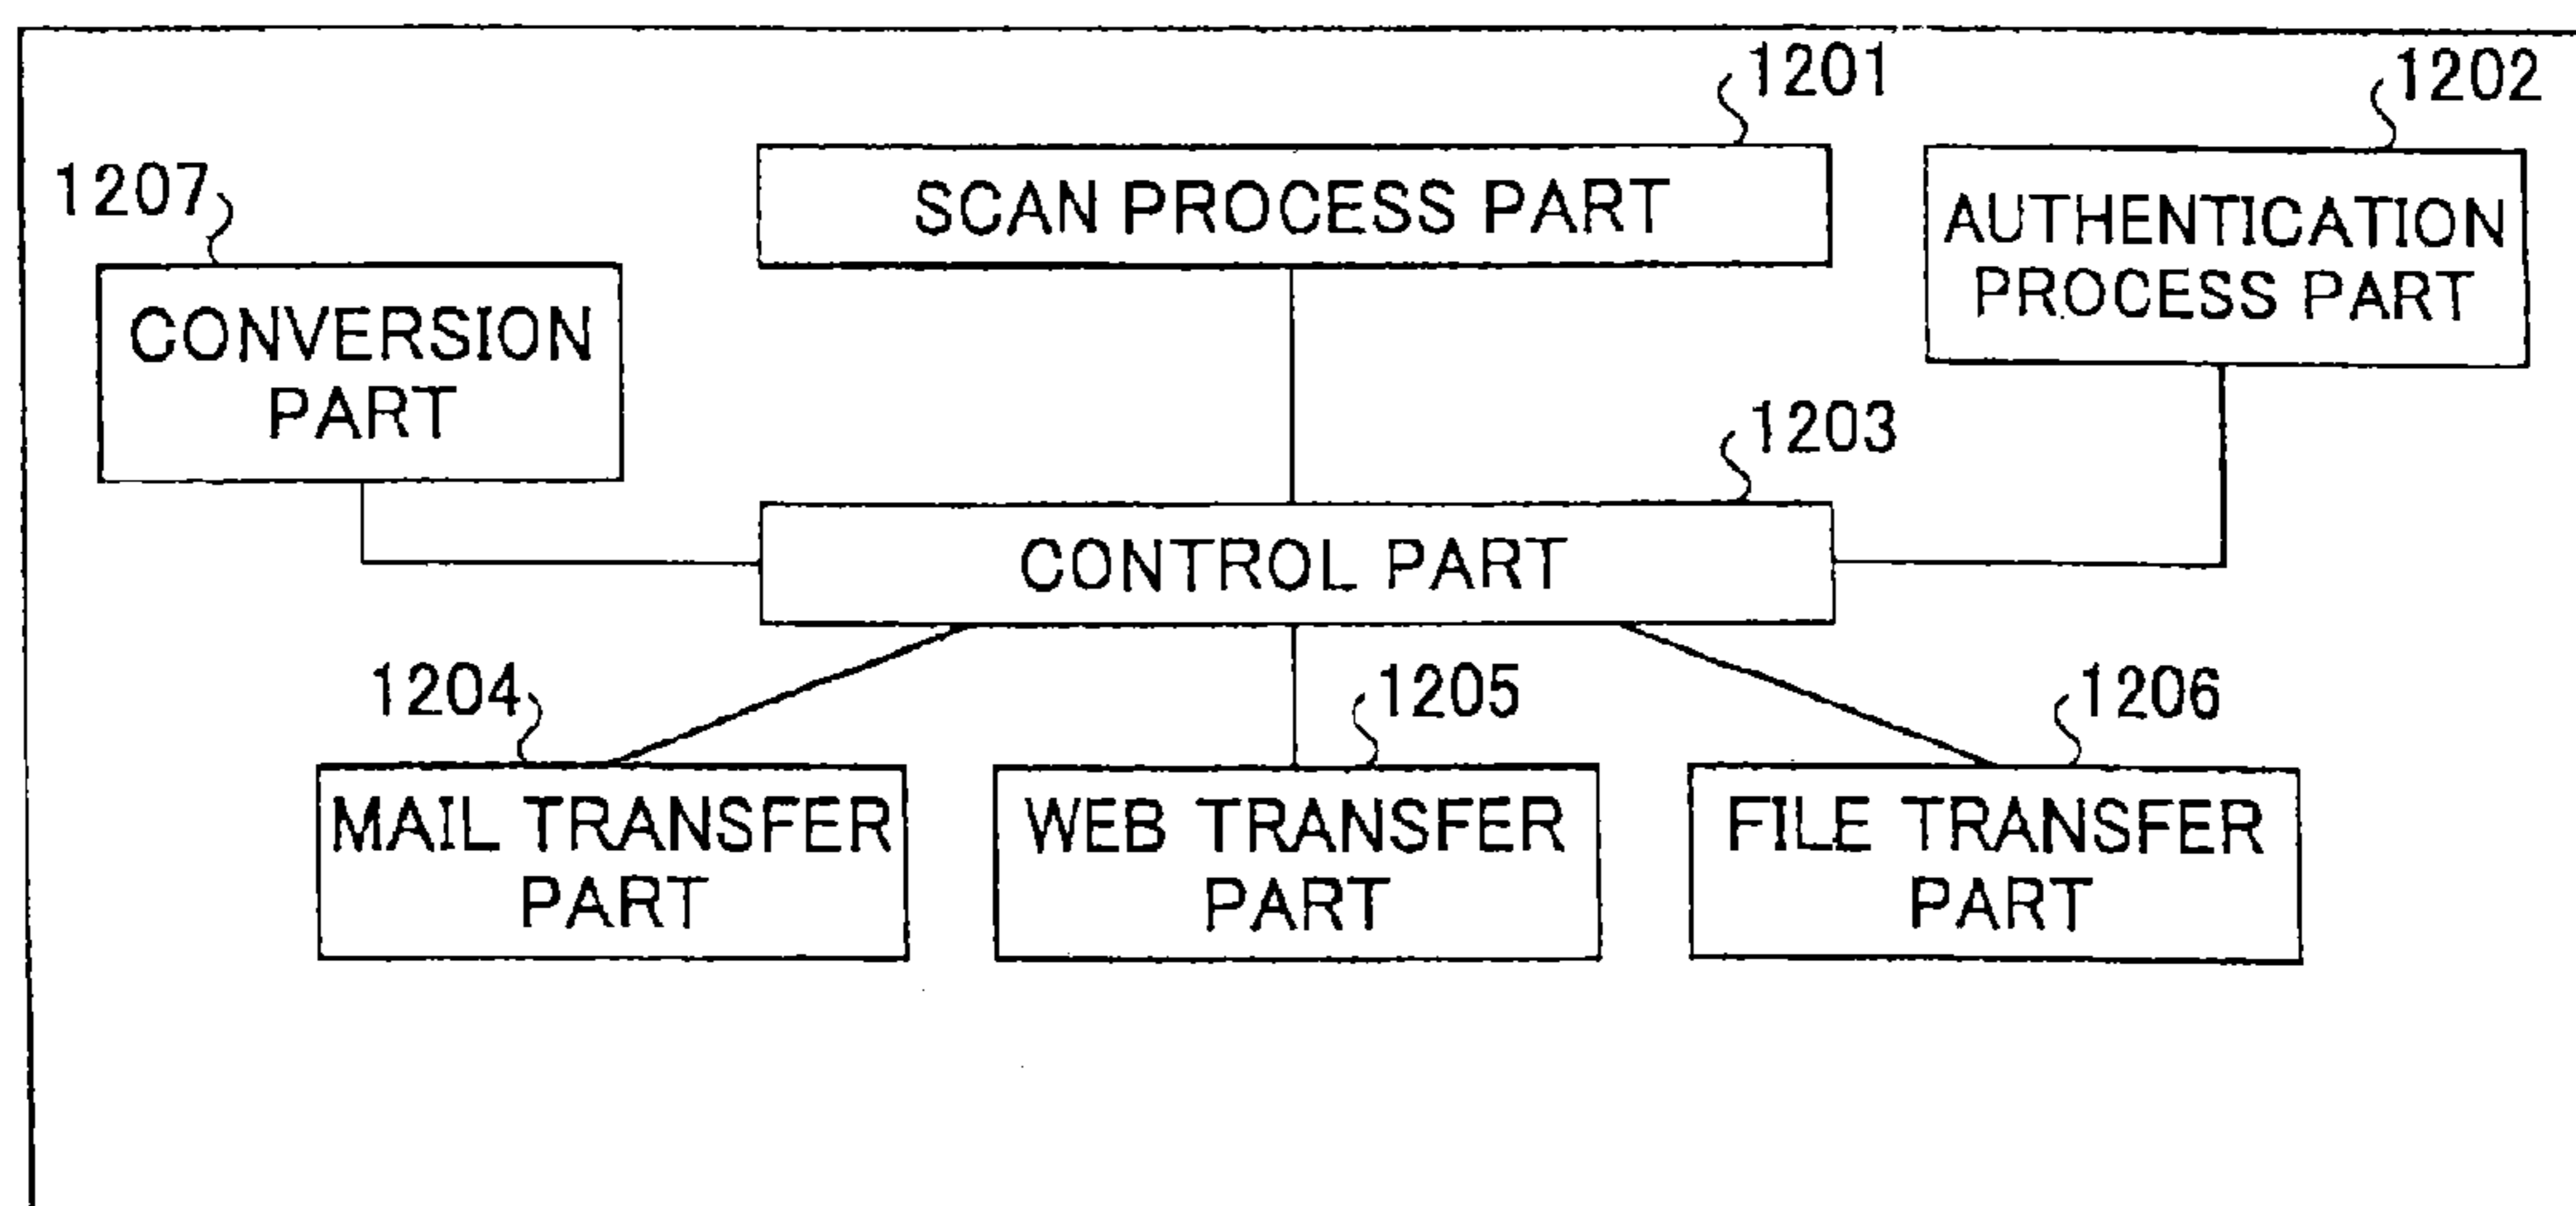 1201
1202
1207
SCAN PROCESS PART
AUTHENTICATION
PROCESS PART
CONVERSION
PART
1203
CONTROL PART
1204
1205
1206
MAIL TRANSFER
PART
WEB TRANSFER
PART
FILE TRANSFER
PART